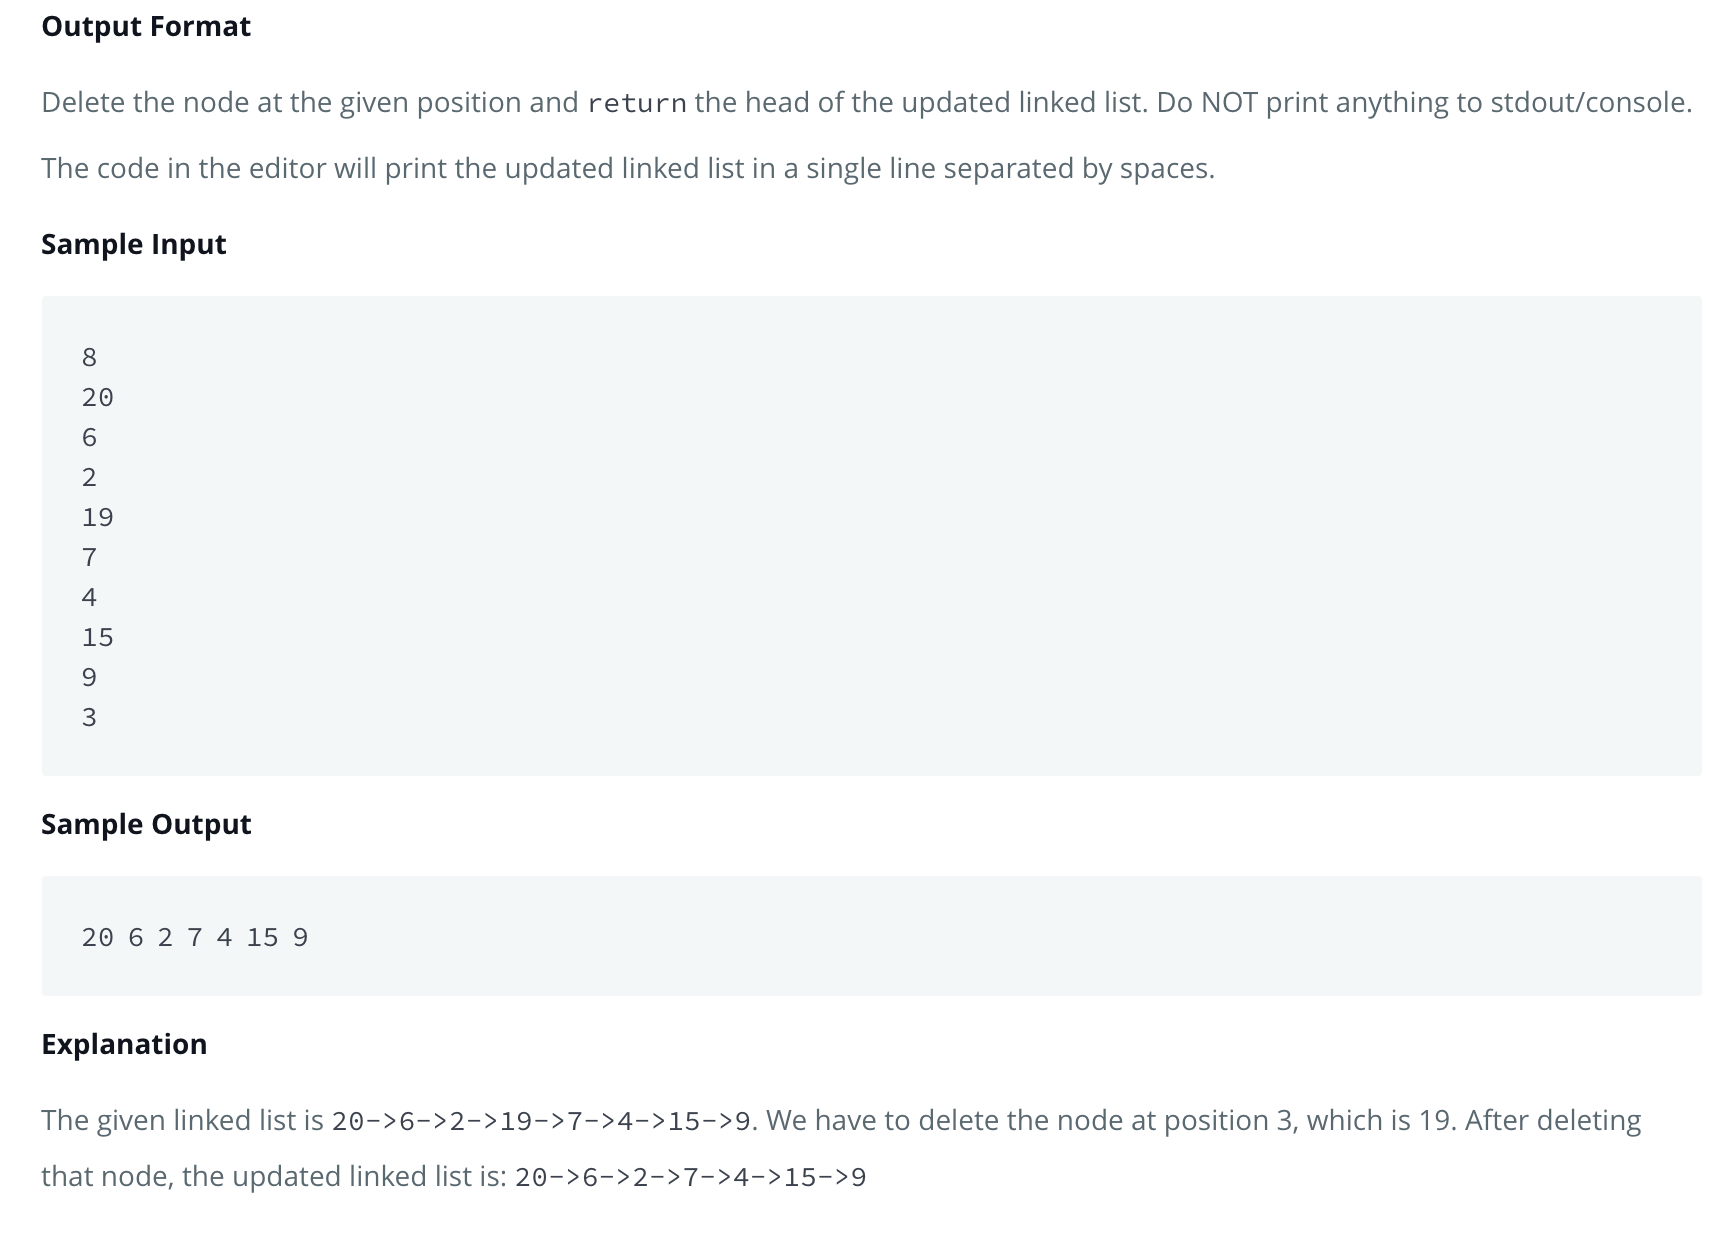 Output Format
Delete the node at the given position and return the head of the updated linked list. Do NOT print anything to stdout/console.
The code in the editor will print the updated linked list in a single line separated by spaces.
Sample Input
8
20
6
2
19
7
4
15
9
3
Sample Output
20 6 2 7 4 15 9
Explanation
The given linked list is 20->6->2->19->7->4->15->9. We have to delete the node at position 3, which is 19. After deleting
that node, the updated linked list is: 20->6->2->7->4->15->9